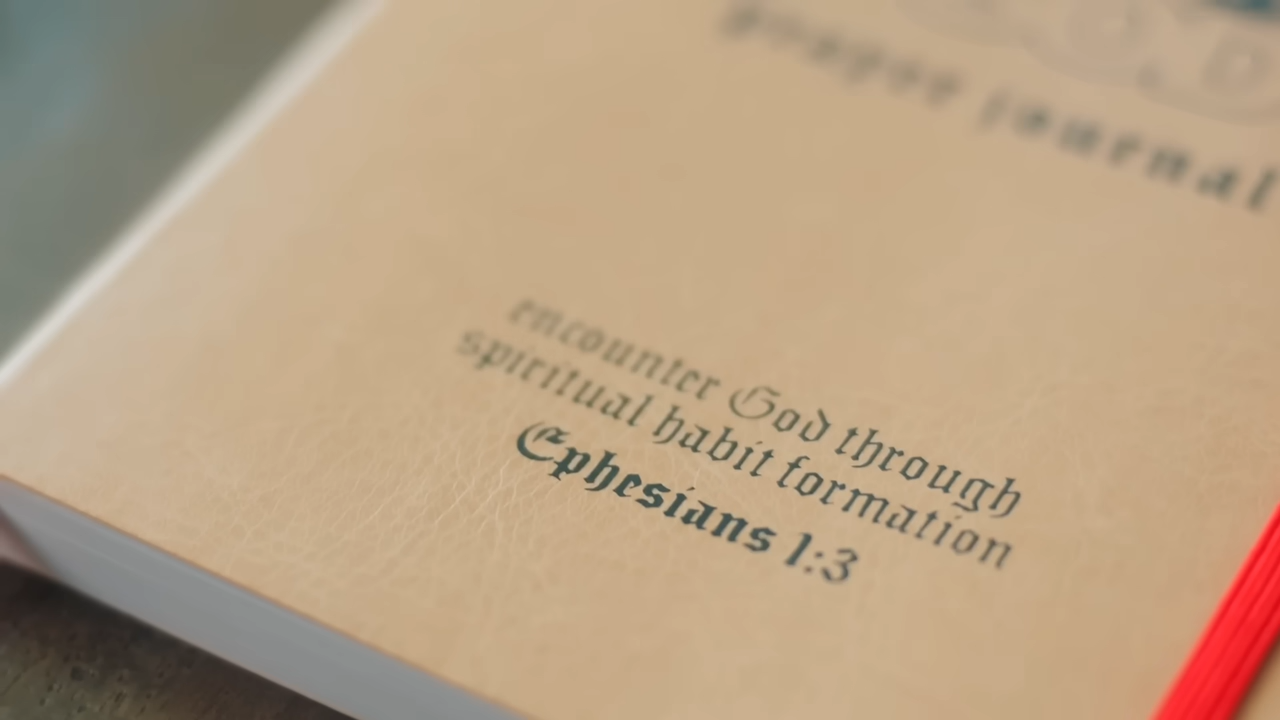 prayer journal
encounter God through
spiritual habit formation
Ephesians 1:3